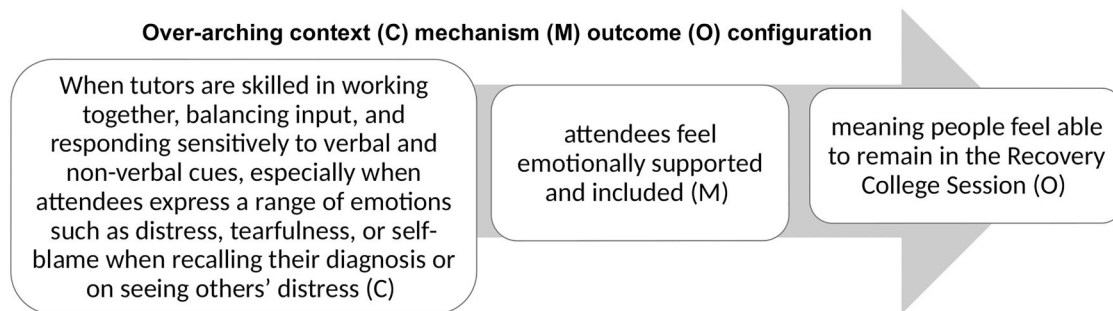 Over-arching context (C) mechanism (M) outcome (O) configuration
When tutors are skilled in working
together, balancing input, and
responding sensitively to verbal and
non-verbal cues, especially when
attendees express a range of emotions
such as distress, tearfulness, or self-
blame when recalling their diagnosis or
on seeing others’ distress (C)
attendees feel
emotionally supported
and included (M)
meaning people feel able
to remain in the Recovery
College Session (O)